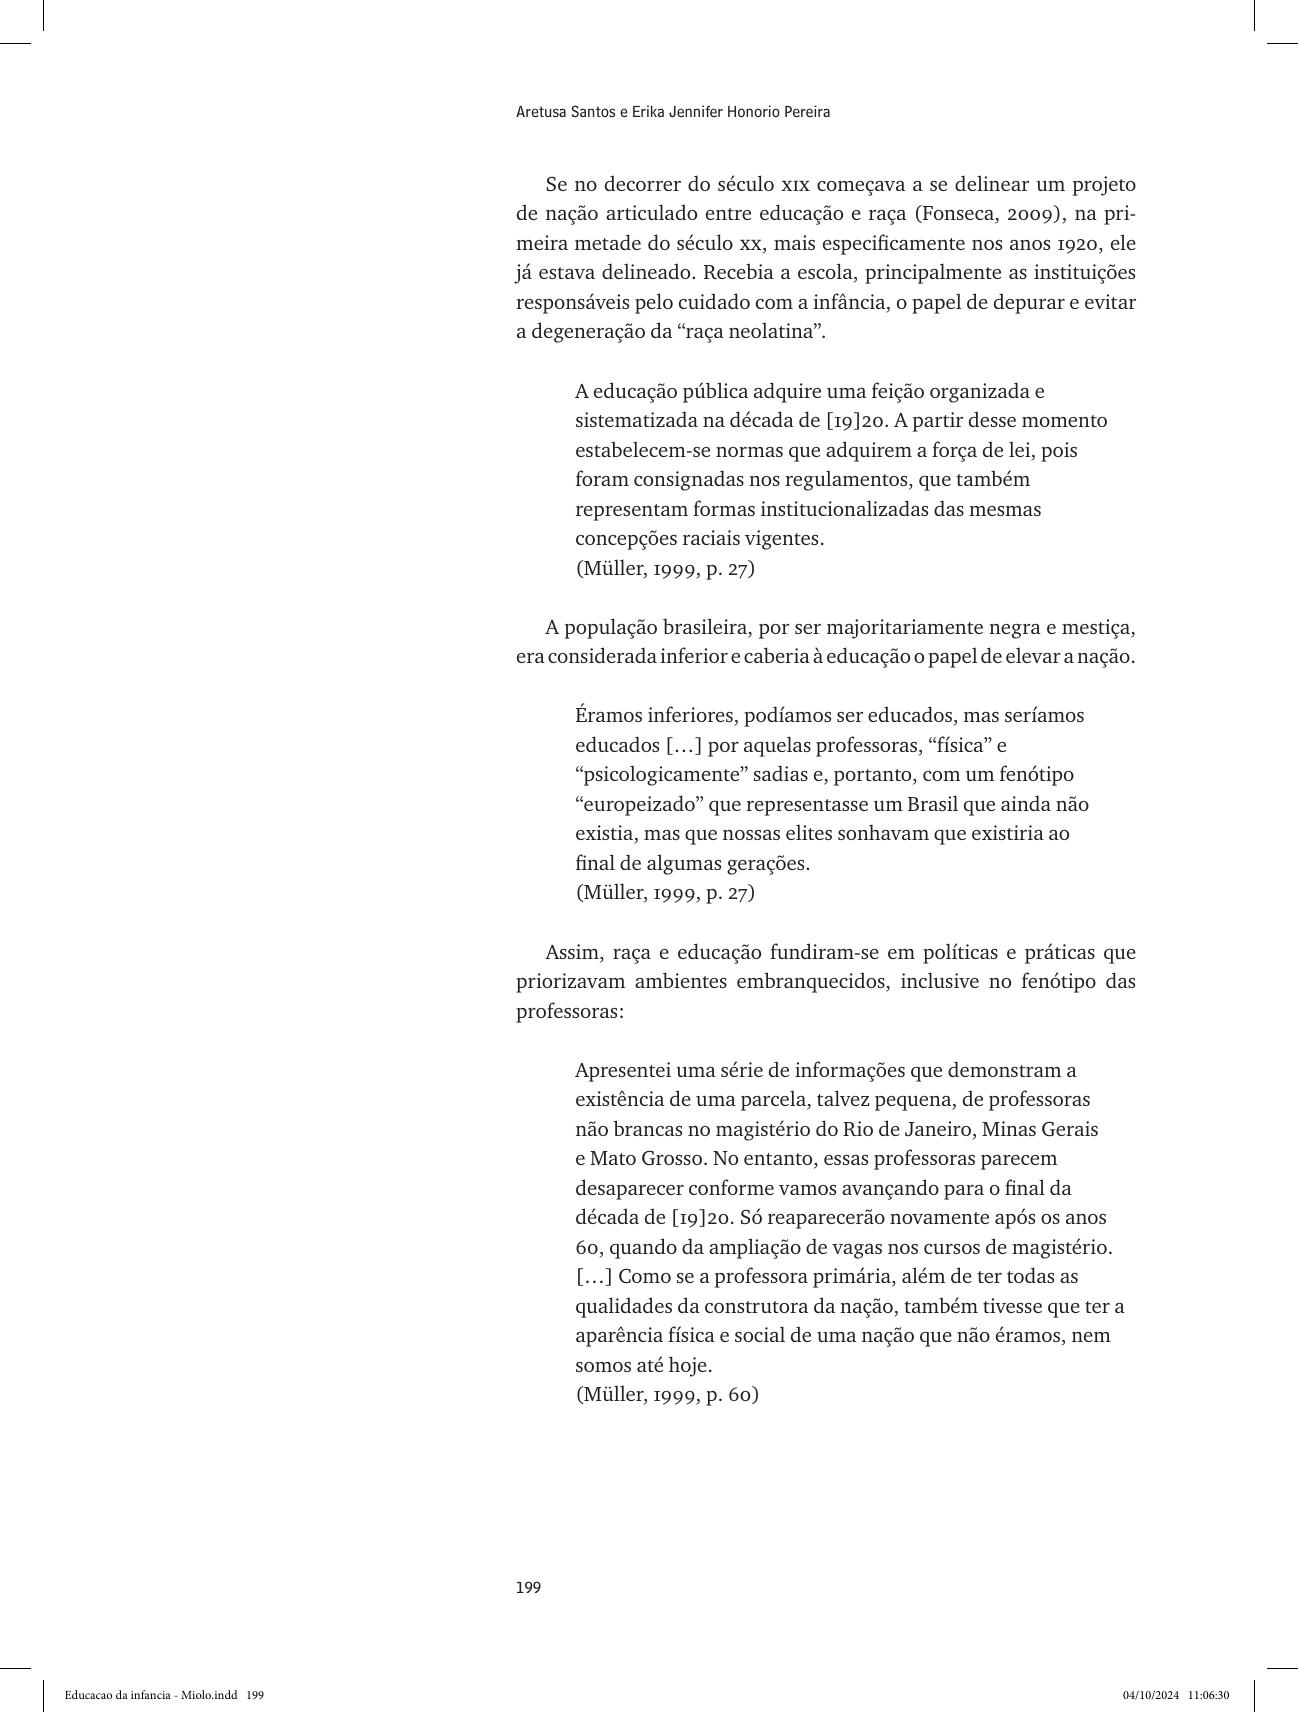 Aretusa Santos e Erika Jennifer Honorio Pereira
Se no decorrer do século XIX começava a se delinear um projeto
de nação articulado entre educação e raça (Fonseca, 2009), na pri-
meira metade do século XX, mais especificamente nos anos 1920, ele
já estava delineado. Recebia a escola, principalmente as instituições
responsáveis pelo cuidado com a infância, o papel de depurar e evitar
a degeneração da “raça neolatina”.
A educação pública adquire uma feição organizada e
sistematizada na década de [19]20. A partir desse momento
estabelecem-se normas que adquirem a força de lei, pois
foram consignadas nos regulamentos, que também
representam formas institucionalizadas das mesmas
concepções raciais vigentes.
(Müller, 1999, p. 27)
A população brasileira, por ser majoritariamente negra e mestiça,
era considerada inferior e caberia à educação o papel de elevar a nação.
Éramos inferiores, podíamos ser educados, mas seríamos
educados […] por aquelas professoras, “física” e
“psicologicamente” sadias e, portanto, com um fenótipo
“europeizado” que representasse um Brasil que ainda não
existia, mas que nossas elites sonhavam que existiria ao
final de algumas gerações.
(Müller, 1999, p. 27)
Assim, raça e educação fundiram-se em políticas e práticas que
priorizavam ambientes embranquecidos, inclusive no fenótipo das
professoras:
Apresentei uma série de informações que demonstram a
existência de uma parcela, talvez pequena, de professoras
não brancas no magistério do Rio de Janeiro, Minas Gerais
e Mato Grosso. No entanto, essas professoras parecem
desaparecer conforme vamos avançando para o final da
década de [19]20. Só reaparecerão novamente após os anos
60, quando da ampliação de vagas nos cursos de magistério.
[…] Como se a professora primária, além de ter todas as
qualidades da construtora da nação, também tivesse que ter a
aparência física e social de uma nação que não éramos, nem
somos até hoje.
(Müller, 1999, p. 60)
199
Educacao da infancia - Miolo.indd 199
04/10/2024 11:06:30